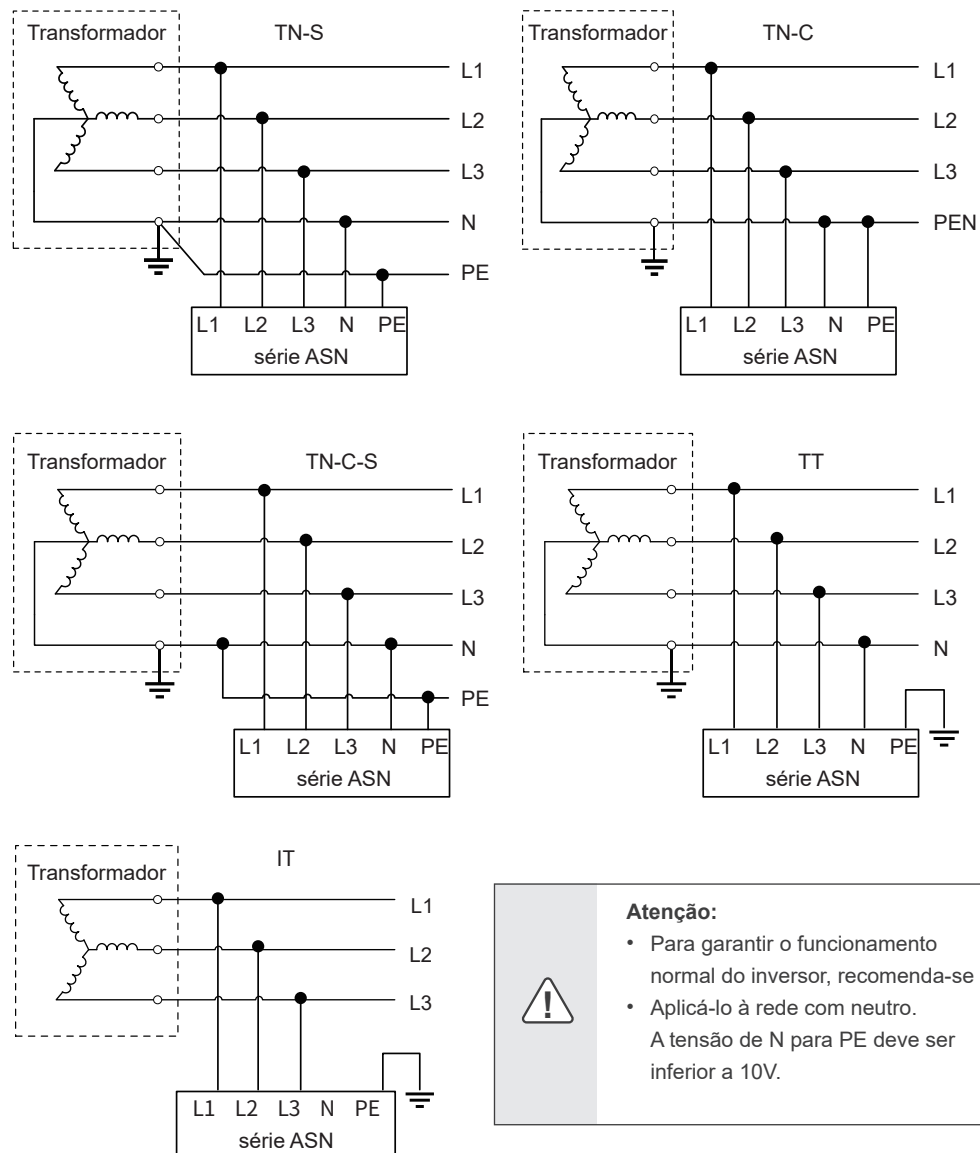 Transformador TN-S
L1
L2
L3
N
PE
L1 L2 L3 N PE
série ASN
Transformador TN-C
L1
L2
L3
PEN
L1 L2 L3 N PE
série ASN
Transformador TN-C-S
L1
L2
L3
N
PE
L1 L2 L3 N PE
série ASN
Transformador TT
L1
L2
L3
N
L1 L2 L3 N PE
série ASN
Transformador IT
L1
L2
L3
L1 L2 L3 N PE
série ASN
Atenção:
• Para garantir o funcionamento
normal do inversor, recomenda-se
• Aplicá-lo à rede com neutro.
A tensão de N para PE deve ser
inferior a 10V.